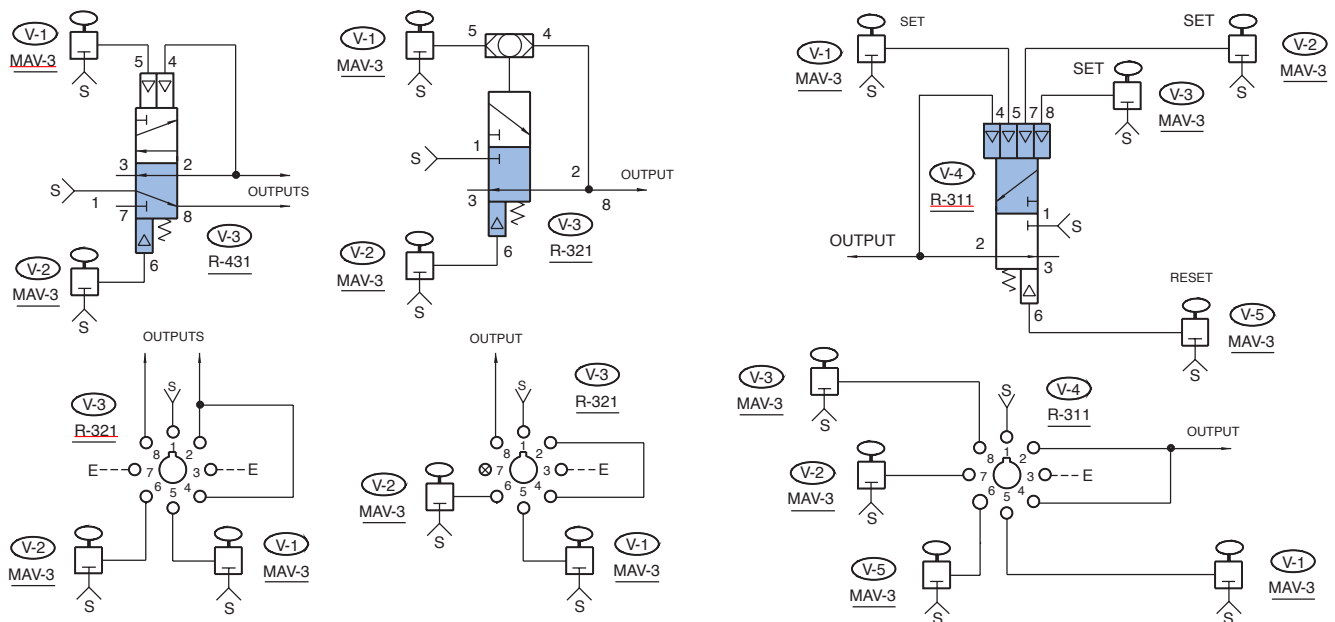 V-1
MAV-3
S
5 4
3 2
S
1
7 8
OUTPUTS
V-3
R-431
V-2
MAV-3
6
S
V-1
MAV-3
S
5 4
S
1
2
OUTPUT
3
8
V-3
R-321
V-2
MAV-3
6
S
SET
V-1
MAV-3
S
SET
V-2
MAV-3
S
SET
V-3
MAV-3
S
4 5 7 8
V-4
R-311
1
S
OUTPUT
2
3
6
RESET
V-5
MAV-3
S
OUTPUTS
V-3
R-321
S
1
8 2
E 7 3 E
6 4
5
V-2
MAV-3
S
V-1
MAV-3
S
OUTPUT
V-3
R-321
S
1
8 2
7 3 E
6 4
5
V-2
MAV-3
S
V-1
MAV-3
S
V-3
MAV-3
S
V-4
R-311
S
OUTPUT
1
8 2
7 3 E
6 4
5
V-2
MAV-3
S
V-5
MAV-3
S
V-1
MAV-3
S